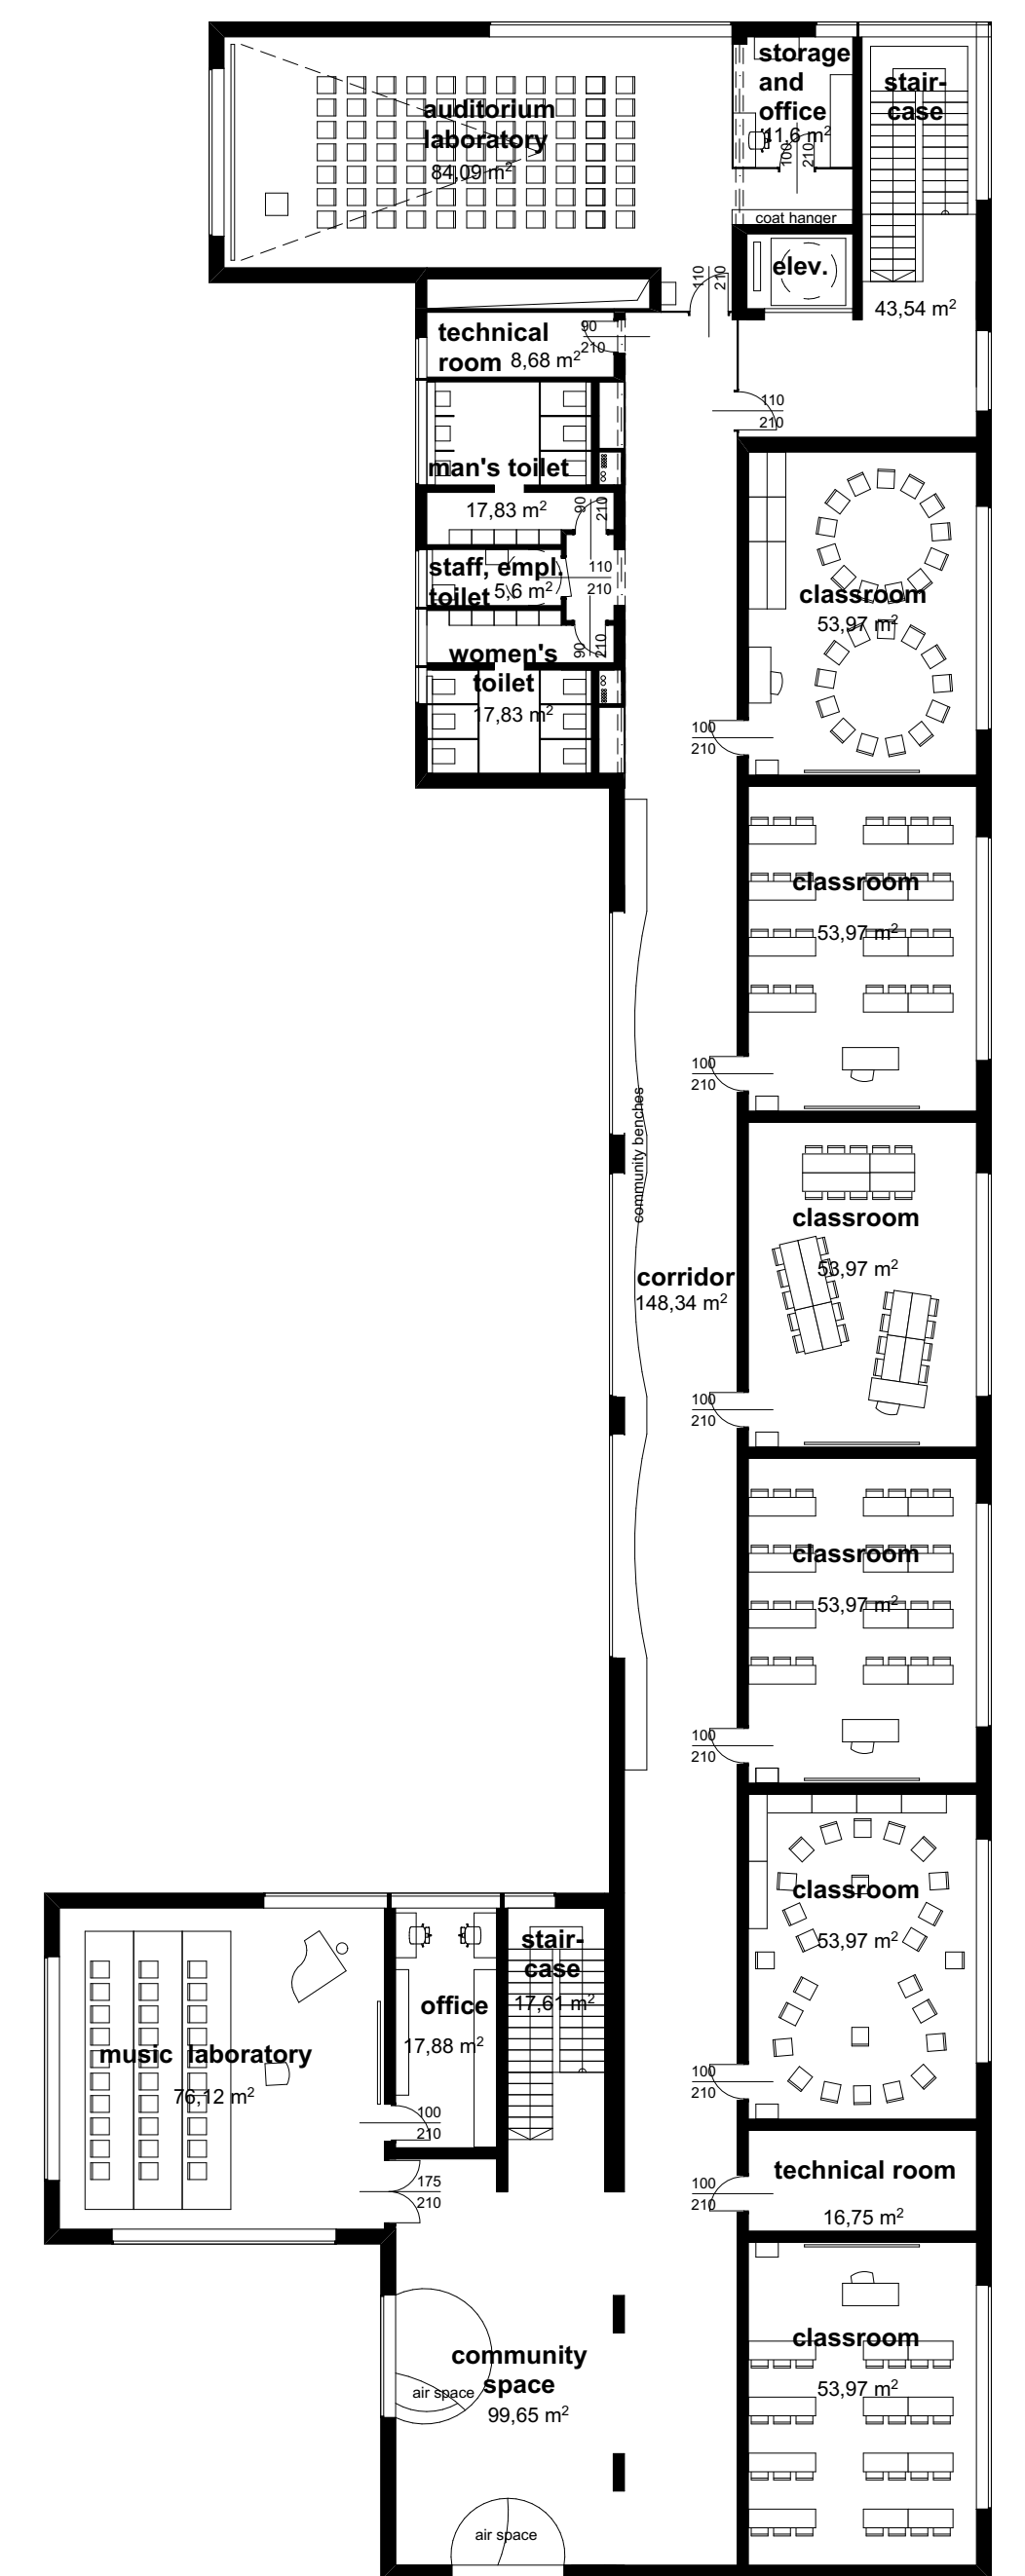 auditorium
laboratory
84,09 m²
storage
and
office
11,6 m²
100
210
coat hanger
stair-
case
elev.
43,54 m²
110
210
technical
room 8,68 m²
90
210
110
210
man's toilet
17,83 m²
90
210
staff, empl.
toilet 5,6 m²
110
210
women's
toilet
17,83 m²
90
210
classroom
53,97 m²
100
210
classroom
53,97 m²
100
210
community benches
classroom
53,97 m²
corridor
148,34 m²
100
210
classroom
53,97 m²
100
210
classroom
53,97 m²
100
210
stair-
case
17,61 m²
office
17,88 m²
100
210
music laboratory
76,12 m²
175
210
technical room
16,75 m²
100
210
classroom
53,97 m²
community
space
99,65 m²
air space
air space